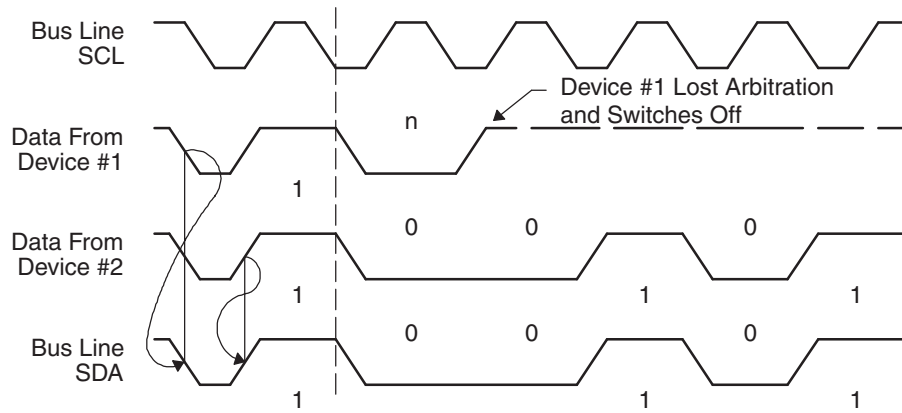 Bus Line
SCL
Device #1 Lost Arbitration
and Switches Off
n
Data From
Device #1
1
0 0 0
Data From
Device #2
1 1 1
0 0 0
Bus Line
SDA
1 1 1